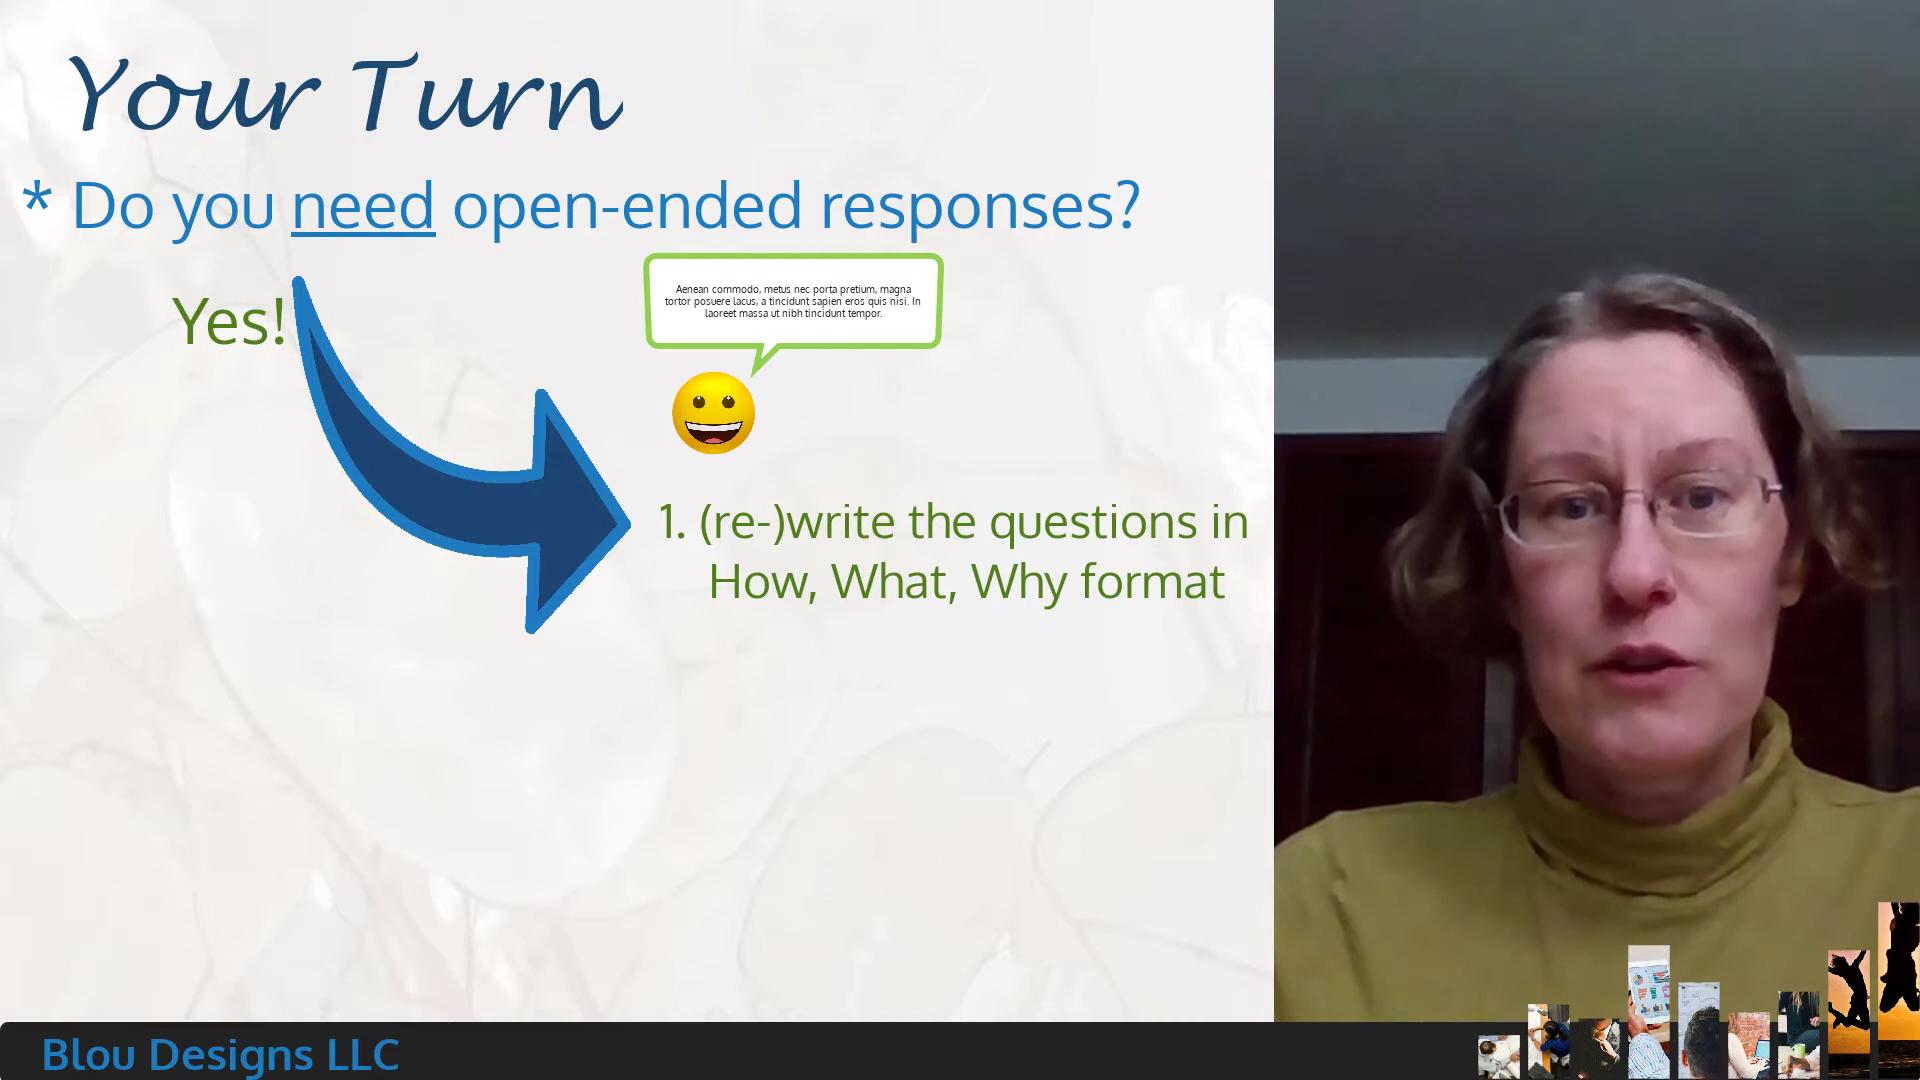 Your Turn
* Do you need open-ended responses?
Yes!
Aenean commodo, metus nec porta pretium, magna
tortor posuere lacus, a tincidunt sapien eros quis nisi. In
laoreet massa ut nibh tincidunt tempor.
1. (re-)write the questions in
How, What, Why format
Blou Designs LLC